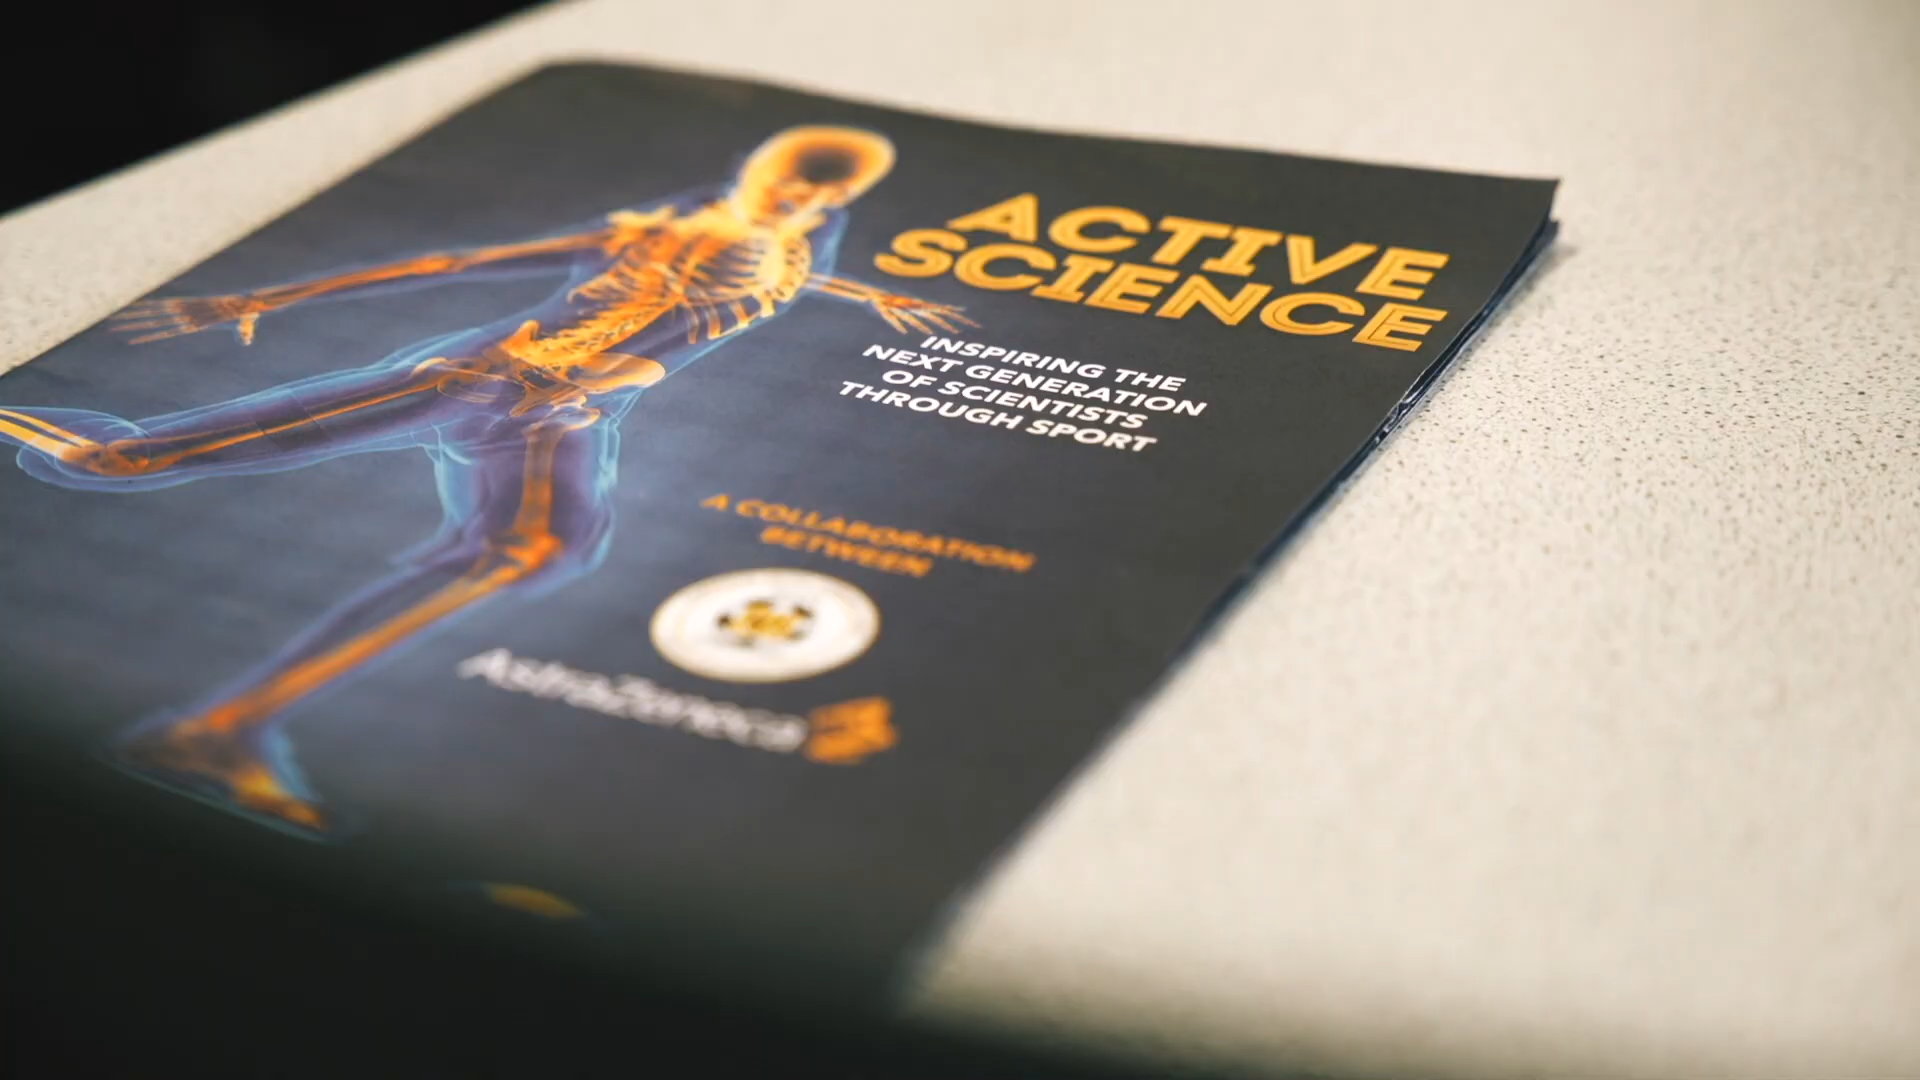 ACTIVE
SCIENCE
INSPIRING THE
NEXT GENERATION
OF SCIENTISTS
THROUGH SPORT
A COLLABORATION
BETWEEN
AstraZeneca